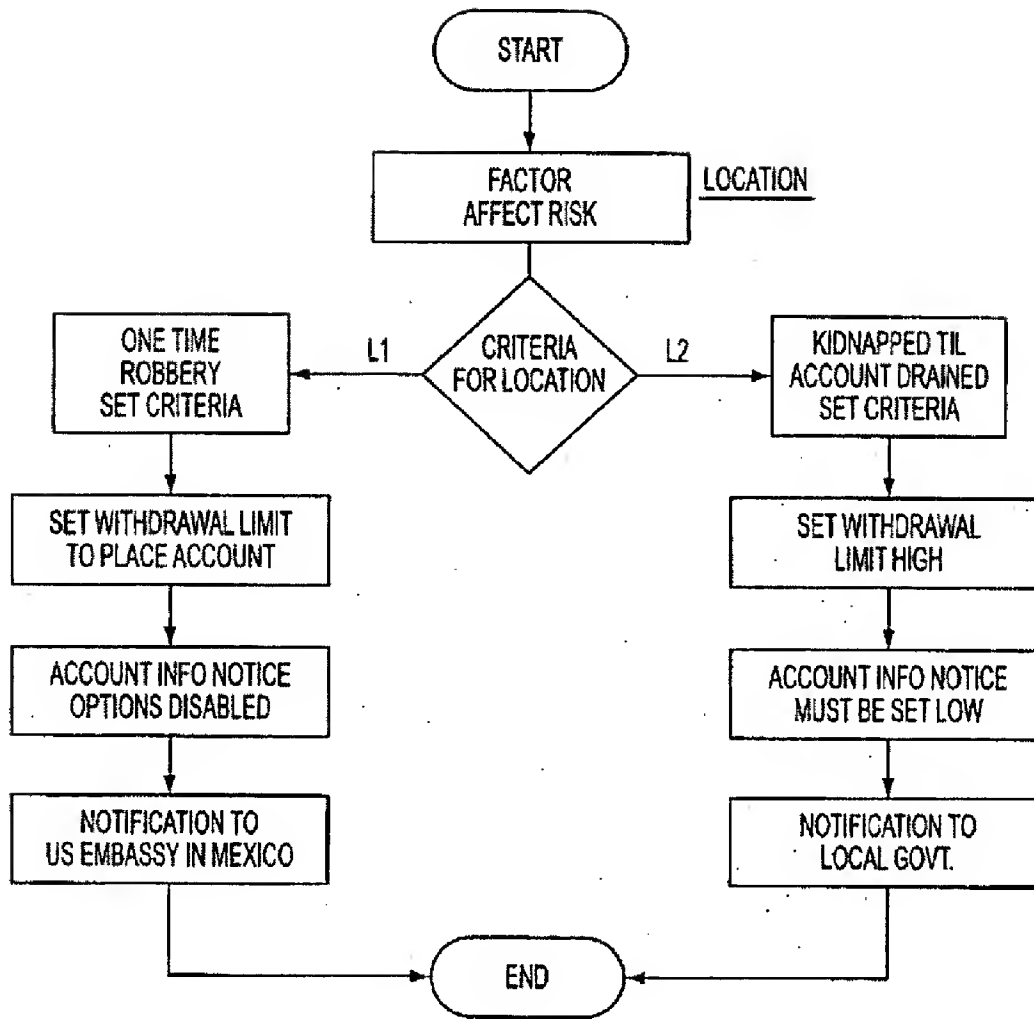 START
FACTOR
AFFECT RISK
LOCATION
CRITERIA
FOR LOCATION
L1
L2
ONE TIME
ROBBERY
SET CRITERIA
SET WITHDRAWAL LIMIT
TO PLACE ACCOUNT
ACCOUNT INFO NOTICE
OPTIONS DISABLED
NOTIFICATION TO
US EMBASSY IN MEXICO
KIDNAPPED TIL
ACCOUNT DRAINED
SET CRITERIA
SET WITHDRAWAL
LIMIT HIGH
ACCOUNT INFO NOTICE
MUST BE SET LOW
NOTIFICATION TO
LOCAL GOVT.
END